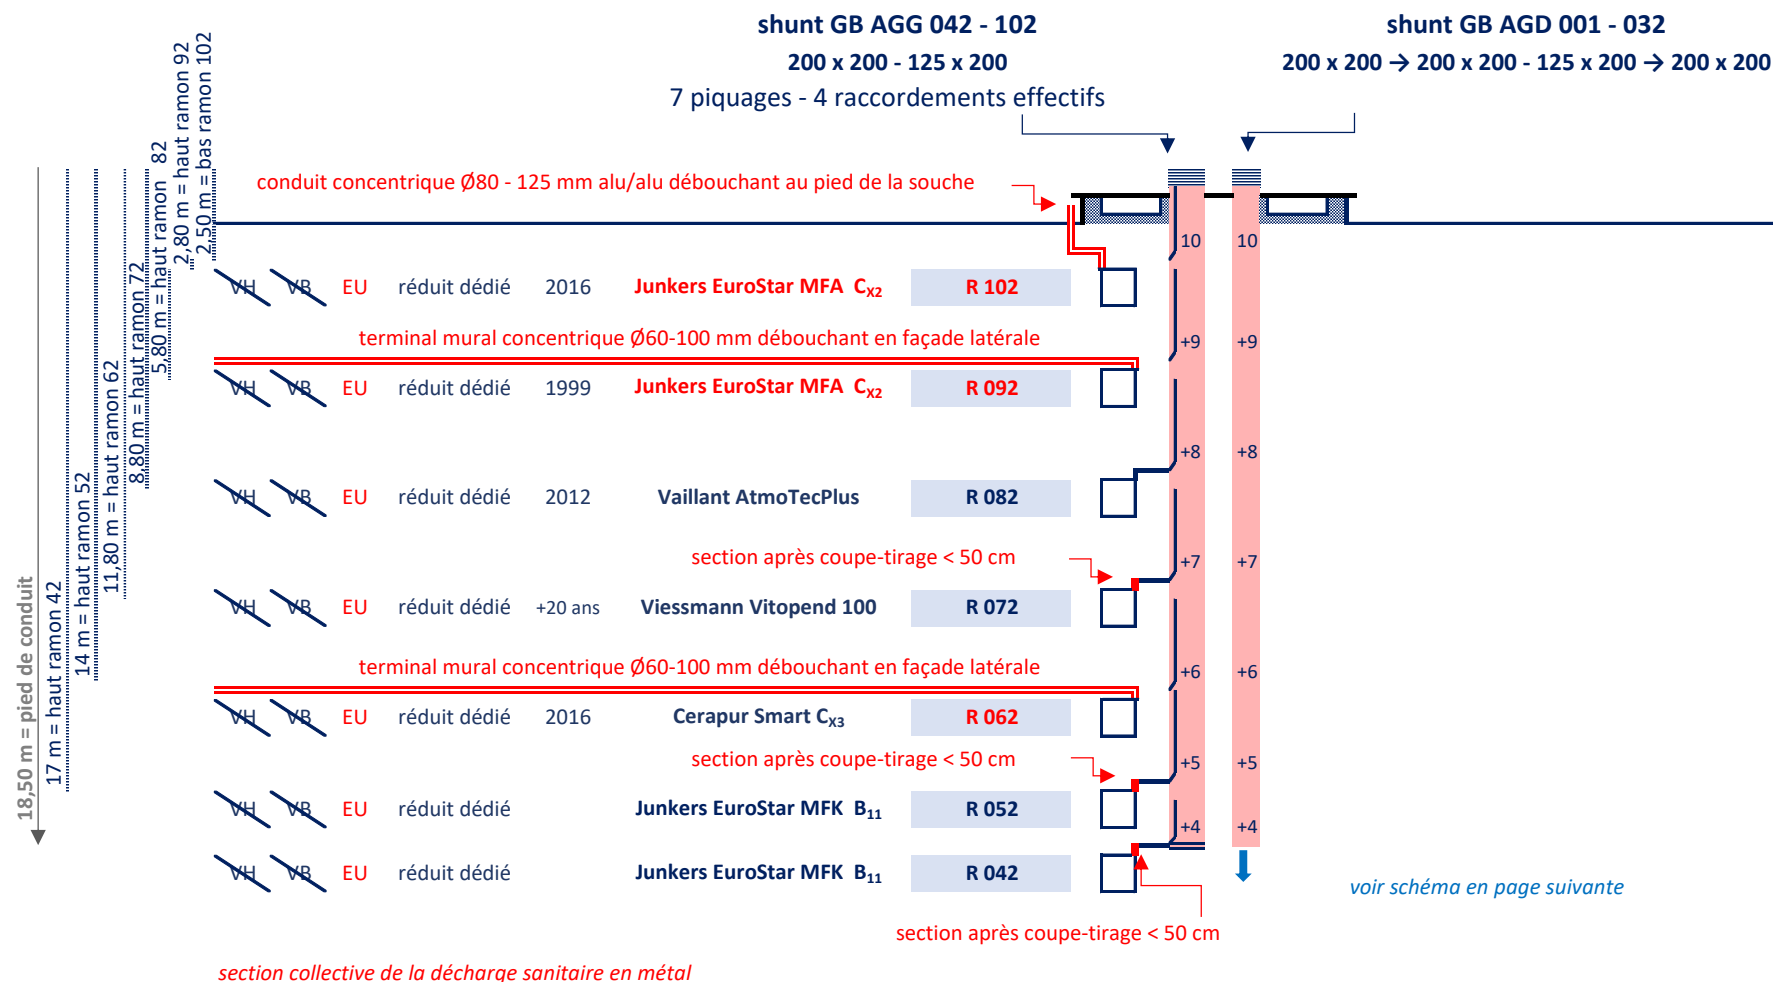 shunt GB AGG 042 - 102
200 x 200 - 125 x 200
7 piquages - 4 raccordements effectifs
shunt GB AGD 001 - 032
200 x 200 → 200 x 200 - 125 x 200 → 200 x 200
18,50 m = pied de conduit
17 m = haut ramon 42
14 m = haut ramon 52
11,80 m = haut ramon 62
8,80 m = haut ramon 72
5,80 m = haut ramon 82
2,80 m = haut ramon 92
2,50 m = bas ramon 102
conduit concentrique Ø80 - 125 mm alu/alu débouchant au pied de la souche
10 10
VH VB EU réduit dédié 2016 Junkers EuroStar MFA CX2 R 102
terminal mural concentrique Ø60-100 mm débouchant en façade latérale
+9 +9
VH VB EU réduit dédié 1999 Junkers EuroStar MFA CX2 R 092
+8 +8
VH VB EU réduit dédié 2012 Vaillant AtmoTecPlus R 082
section après coupe-tirage < 50 cm
+7 +7
VH VB EU réduit dédié +20 ans Viessmann Vitopend 100 R 072
terminal mural concentrique Ø60-100 mm débouchant en façade latérale
+6 +6
VH VB EU réduit dédié 2016 Cerapur Smart CX3 R 062
section après coupe-tirage < 50 cm
+5 +5
VH VB EU réduit dédié Junkers EuroStar MFK B11 R 052
+4 +4
VH VB EU réduit dédié Junkers EuroStar MFK B11 R 042
voir schéma en page suivante
section après coupe-tirage < 50 cm
section collective de la décharge sanitaire en métal